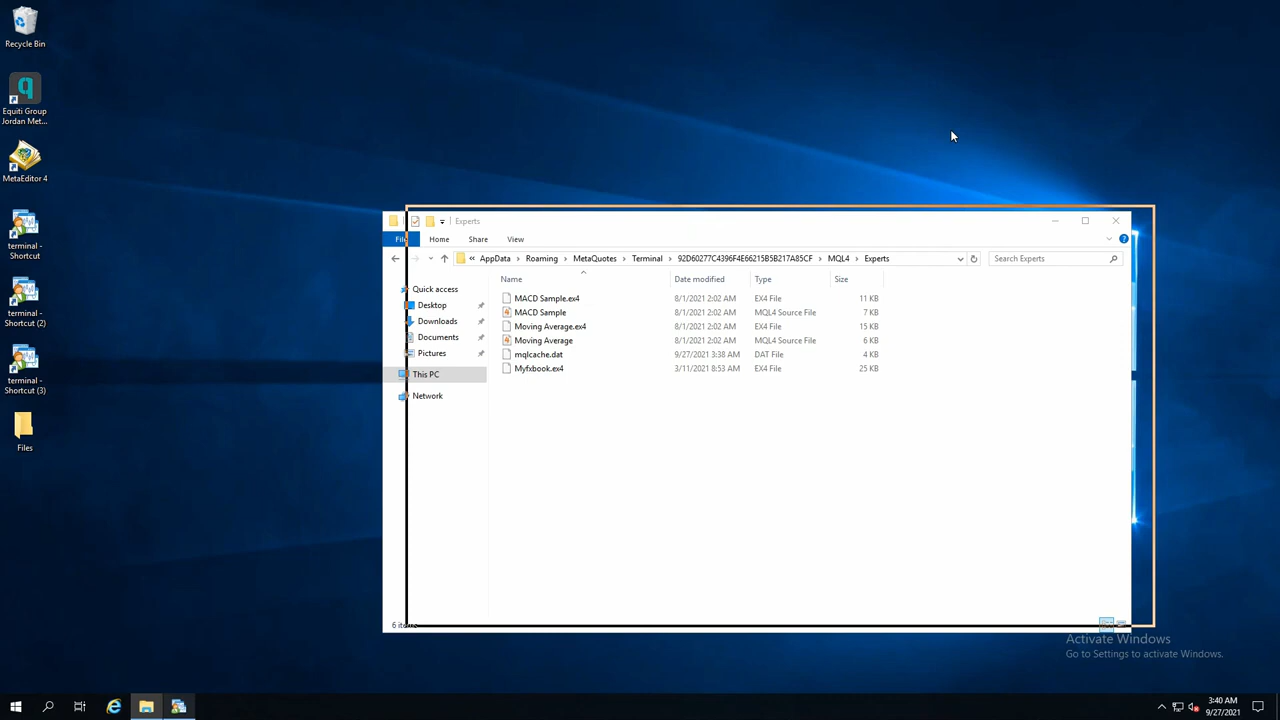 Recycle Bin
Equiti Group
Jordan Met...
MetaEditor 4
terminal -
Shortcut
terminal -
Shortcut (2)
terminal -
Shortcut (3)
Files
Experts
File Home Share View
« AppData Roaming MetaQuotes Terminal 92D60277C4396F4E66215B5B217A85CF MQL4 Experts Search Experts
Name Date modified Type Size
Quick access
Desktop
Downloads
Documents
Pictures
This PC
Network
MACD Sample.ex4 8/1/2021 2:02 AM EX4 File 11 KB
MACD Sample 8/1/2021 2:02 AM MQL4 Source File 7 KB
Moving Average.ex4 8/1/2021 2:02 AM EX4 File 15 KB
Moving Average 8/1/2021 2:02 AM MQL4 Source File 6 KB
mqlcache.dat 9/27/2021 3:38 AM DAT File 4 KB
Myfxbook.ex4 3/11/2021 8:53 AM EX4 File 25 KB
6 items
Activate Windows
Go to Settings to activate Windows.
3:40 AM
9/27/2021